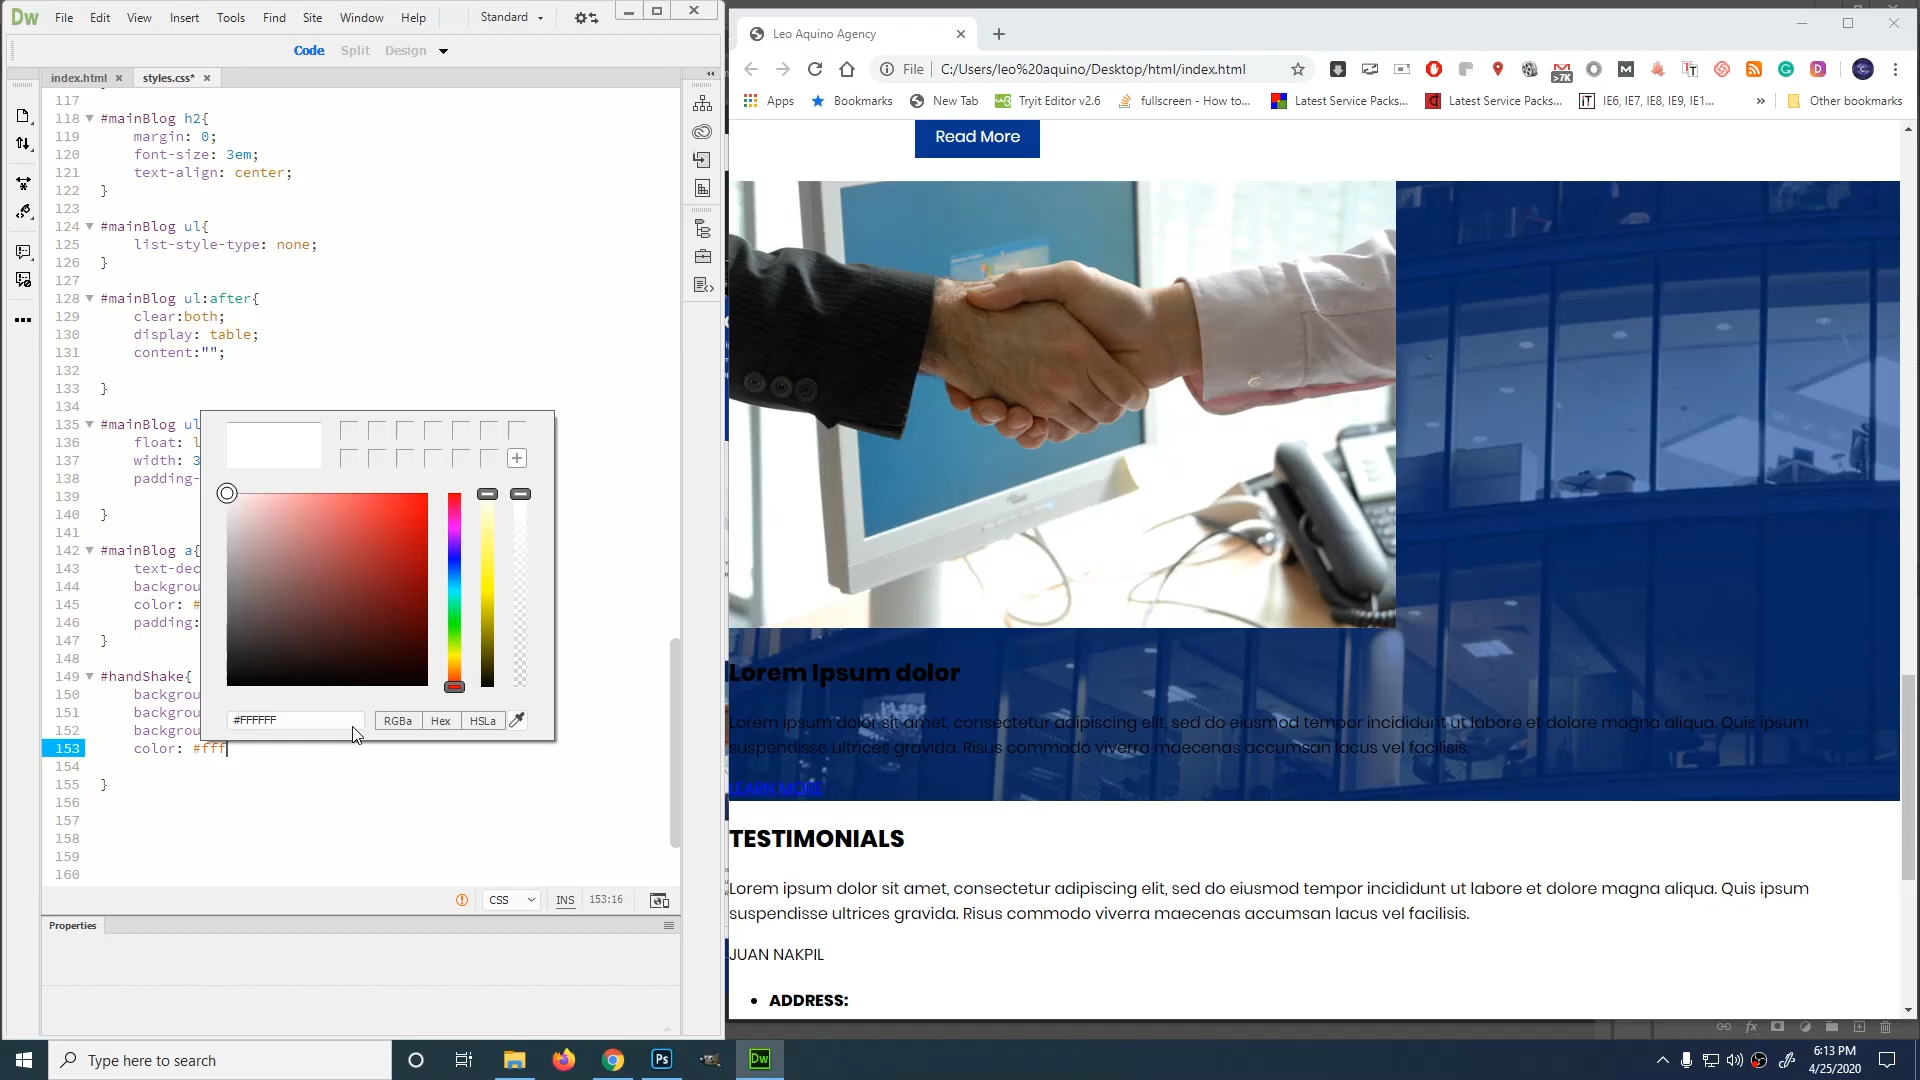 Dw File Edit View Insert Tools Find Site Window Help Standard
Code Split Design
index.html styles.css*
117
118 #mainBlog h2{
119 margin: 0;
120 font-size: 3em;
121 text-align: center;
122 }
123
124 #mainBlog ul{
125 list-style-type: none;
126 }
127
128 #mainBlog ul:after{
129 clear:both;
130 display: table;
131 content:"";
132
133 }
134
135 #mainBlog ul
136 float: l
137 width: 3
138 padding-
139
140 }
141
142 #mainBlog a{
143 text-dec
144 backgrou
145 color: #
146 padding:
147 }
148
149 #handShake{
150 backgrou
151 backgrou
152 backgrou
153 color: #fff
154
155 }
156
157
158
159
160
#FFFFFF RGBa Hex HSLa
CSS INS 153:16
Properties
Leo Aquino Agency
File C:/Users/leo%20aquino/Desktop/html/index.html
>7K
Apps Bookmarks New Tab Tryit Editor v2.6 fullscreen - How to... Latest Service Packs... Latest Service Packs... IE6, IE7, IE8, IE9, IE1... » Other bookmarks
Read More
Lorem Ipsum dolor
Lorem ipsum dolor sit amet, consectetur adipiscing elit, sed do eiusmod tempor incididunt ut labore et dolore magna aliqua. Quis ipsum
suspendisse ultrices gravida. Risus commodo viverra maecenas accumsan lacus vel facilisis.
LEARN MORE
TESTIMONIALS
Lorem ipsum dolor sit amet, consectetur adipiscing elit, sed do eiusmod tempor incididunt ut labore et dolore magna aliqua. Quis ipsum
suspendisse ultrices gravida. Risus commodo viverra maecenas accumsan lacus vel facilisis.
JUAN NAKPIL
• ADDRESS:
Type here to search
Ps
Dw
6:13 PM
4/25/2020